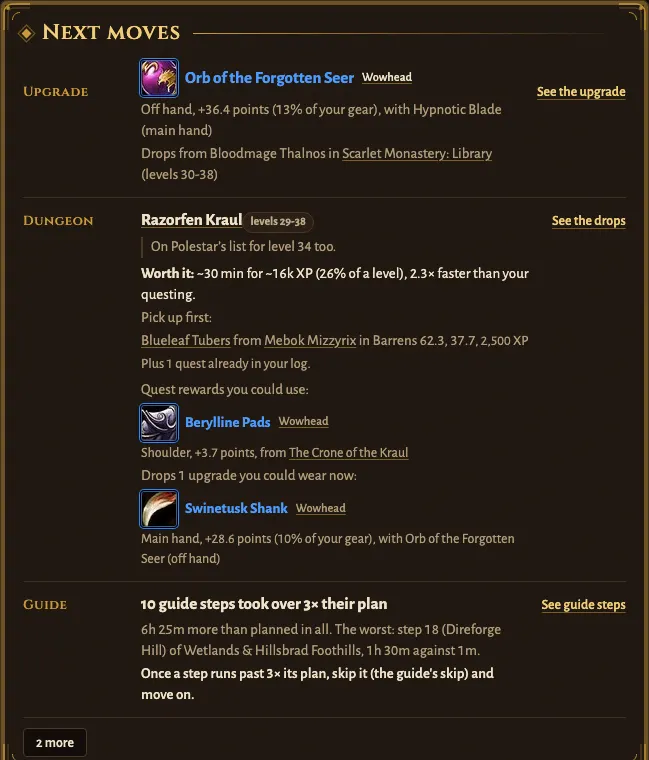 Next moves
Upgrade
Orb of the Forgotten Seer Wowhead
See the upgrade
Off hand, +36.4 points (13% of your gear), with Hypnotic Blade
(main hand)
Drops from Bloodmage Thalnos in Scarlet Monastery: Library
(levels 30-38)
Dungeon
Razorfen Kraul levels 29-38
See the drops
On Polestar's list for level 34 too.
Worth it: ~30 min for ~16k XP (26% of a level), 2.3× faster than your
questing.
Pick up first:
Blueleaf Tubers from Mebok Mizzyrix in Barrens 62.3, 37.7, 2,500 XP
Plus 1 quest already in your log.
Quest rewards you could use:
Berylline Pads Wowhead
Shoulder, +3.7 points, from The Crone of the Kraul
Drops 1 upgrade you could wear now:
Swinetusk Shank Wowhead
Main hand, +28.6 points (10% of your gear), with Orb of the Forgotten
Seer (off hand)
Guide
10 guide steps took over 3× their plan
See guide steps
6h 25m more than planned in all. The worst: step 18 (Direforge
Hill) of Wetlands & Hillsbrad Foothills, 1h 30m against 1m.
Once a step runs past 3× its plan, skip it (the guide's skip) and
move on.
2 more